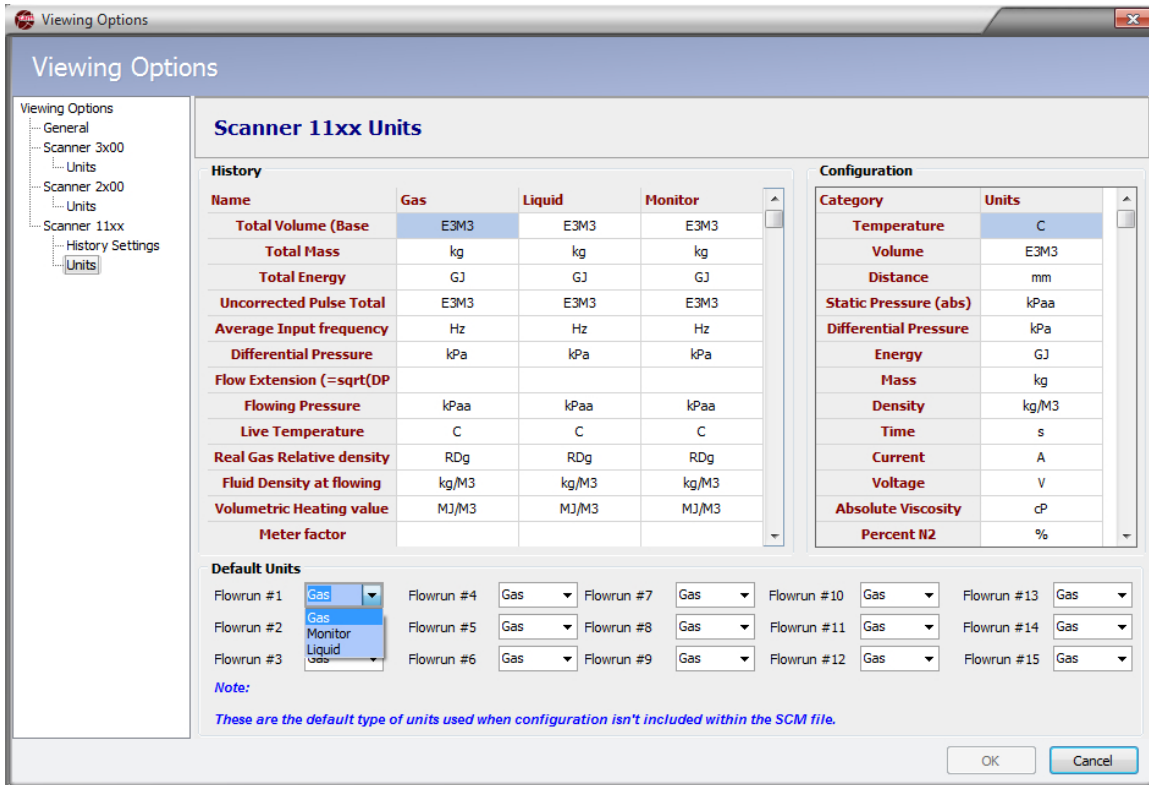 Viewing Options
Viewing Options
Viewing Options
General
Scanner 3x00
Units
Scanner 2x00
Units
Scanner 11xx
History Settings
Units
Scanner 11xx Units
History
Name Gas Liquid Monitor
Total Volume (Base E3M3 E3M3 E3M3
Total Mass kg kg kg
Total Energy GJ GJ GJ
Uncorrected Pulse Total E3M3 E3M3 E3M3
Average Input frequency Hz Hz Hz
Differential Pressure kPa kPa kPa
Flow Extension (=sqrt(DP
Flowing Pressure kPaa kPaa kPaa
Live Temperature C C C
Real Gas Relative density RDg RDg RDg
Fluid Density at flowing kg/M3 kg/M3 kg/M3
Volumetric Heating value MJ/M3 MJ/M3 MJ/M3
Meter factor
Configuration
Category Units
Temperature C
Volume E3M3
Distance mm
Static Pressure (abs) kPaa
Differential Pressure kPa
Energy GJ
Mass kg
Density kg/M3
Time s
Current A
Voltage V
Absolute Viscosity cP
Percent N2 %
Default Units
Flowrun #1 Gas Flowrun #4 Gas Flowrun #7 Gas Flowrun #10 Gas Flowrun #13 Gas
Gas
Flowrun #2 Monitor Flowrun #5 Gas Flowrun #8 Gas Flowrun #11 Gas Flowrun #14 Gas
Liquid
Flowrun #3 Gas Flowrun #6 Gas Flowrun #9 Gas Flowrun #12 Gas Flowrun #15 Gas
Note:
These are the default type of units used when configuration isn't included within the SCM file.
OK Cancel